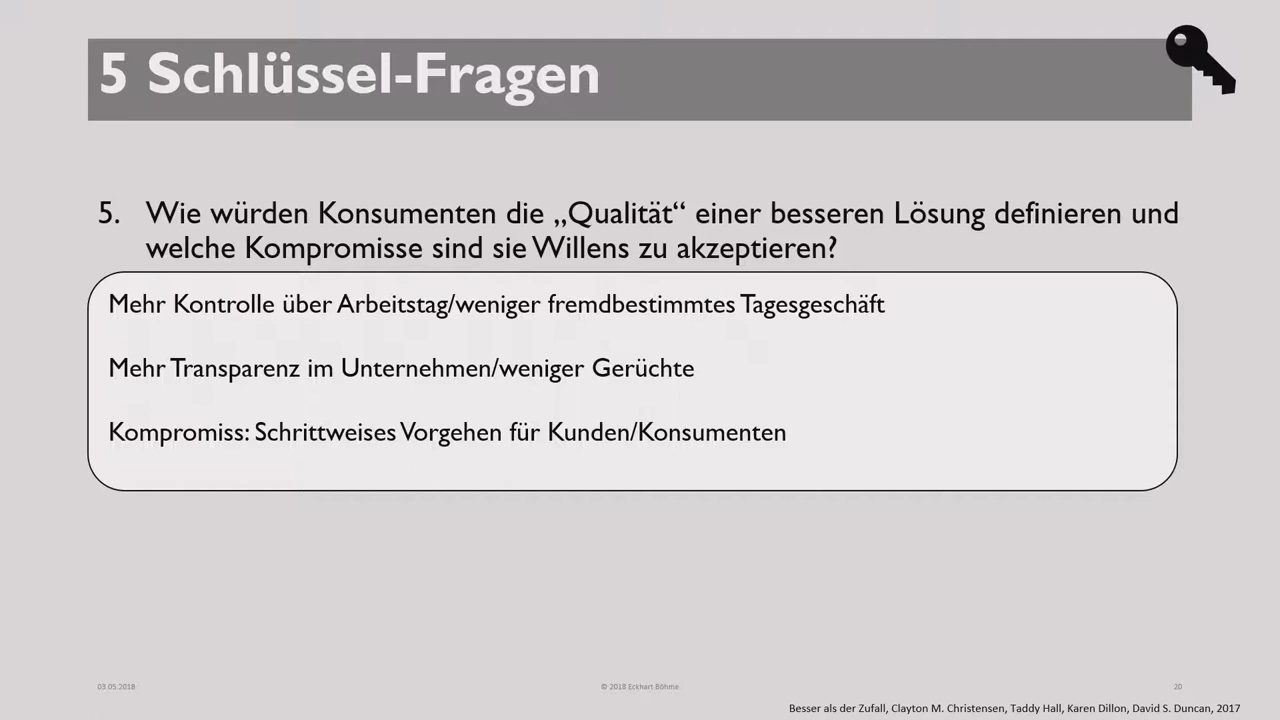 5 Schlüssel-Fragen
5. Wie würden Konsumenten die „Qualität“ einer besseren Lösung definieren und
welche Kompromisse sind sie Willens zu akzeptieren?
Mehr Kontrolle über Arbeitstag/weniger fremdbestimmtes Tagesgeschäft
Mehr Transparenz im Unternehmen/weniger Gerüchte
Kompromiss: Schrittweises Vorgehen für Kunden/Konsumenten
03.05.2018
© 2018 Eckhart Böhme
20
Besser als der Zufall, Clayton M. Christensen, Taddy Hall, Karen Dillon, David S. Duncan, 2017